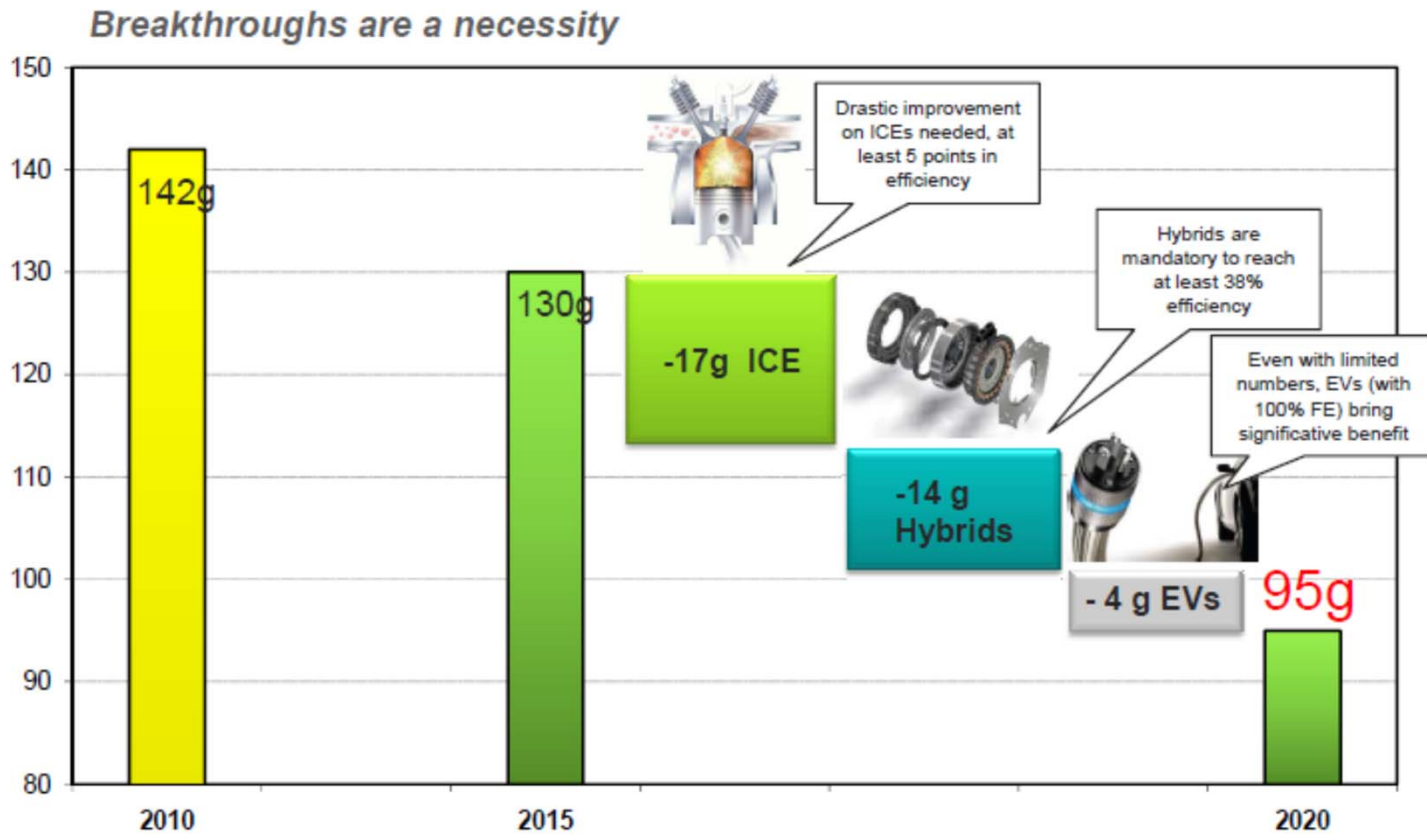 Breakthroughs are a necessity
150
140
130
120
110
100
90
80
142g
130g
-17g ICE
Drastic improvement
on ICEs needed, at
least 5 points in
efficiency
-14 g
Hybrids
Hybrids are
mandatory to reach
at least 38%
efficiency
- 4 g EVs
Even with limited
numbers, EVs (with
100% FE) bring
significative benefit
95g
2010
2015
2020